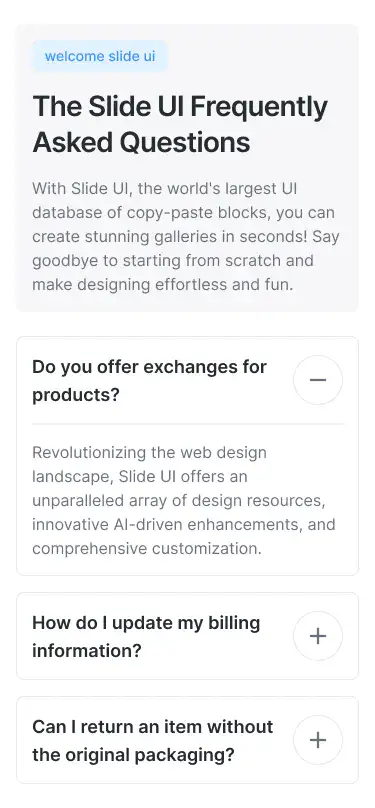 welcome slide ui
The Slide UI Frequently
Asked Questions
With Slide UI, the world's largest UI
database of copy-paste blocks, you can
create stunning galleries in seconds! Say
goodbye to starting from scratch and
make designing effortless and fun.
Do you offer exchanges for
products?
Revolutionizing the web design
landscape, Slide UI offers an
unparalleled array of design resources,
innovative AI-driven enhancements, and
comprehensive customization.
How do I update my billing
information?
Can I return an item without
the original packaging?